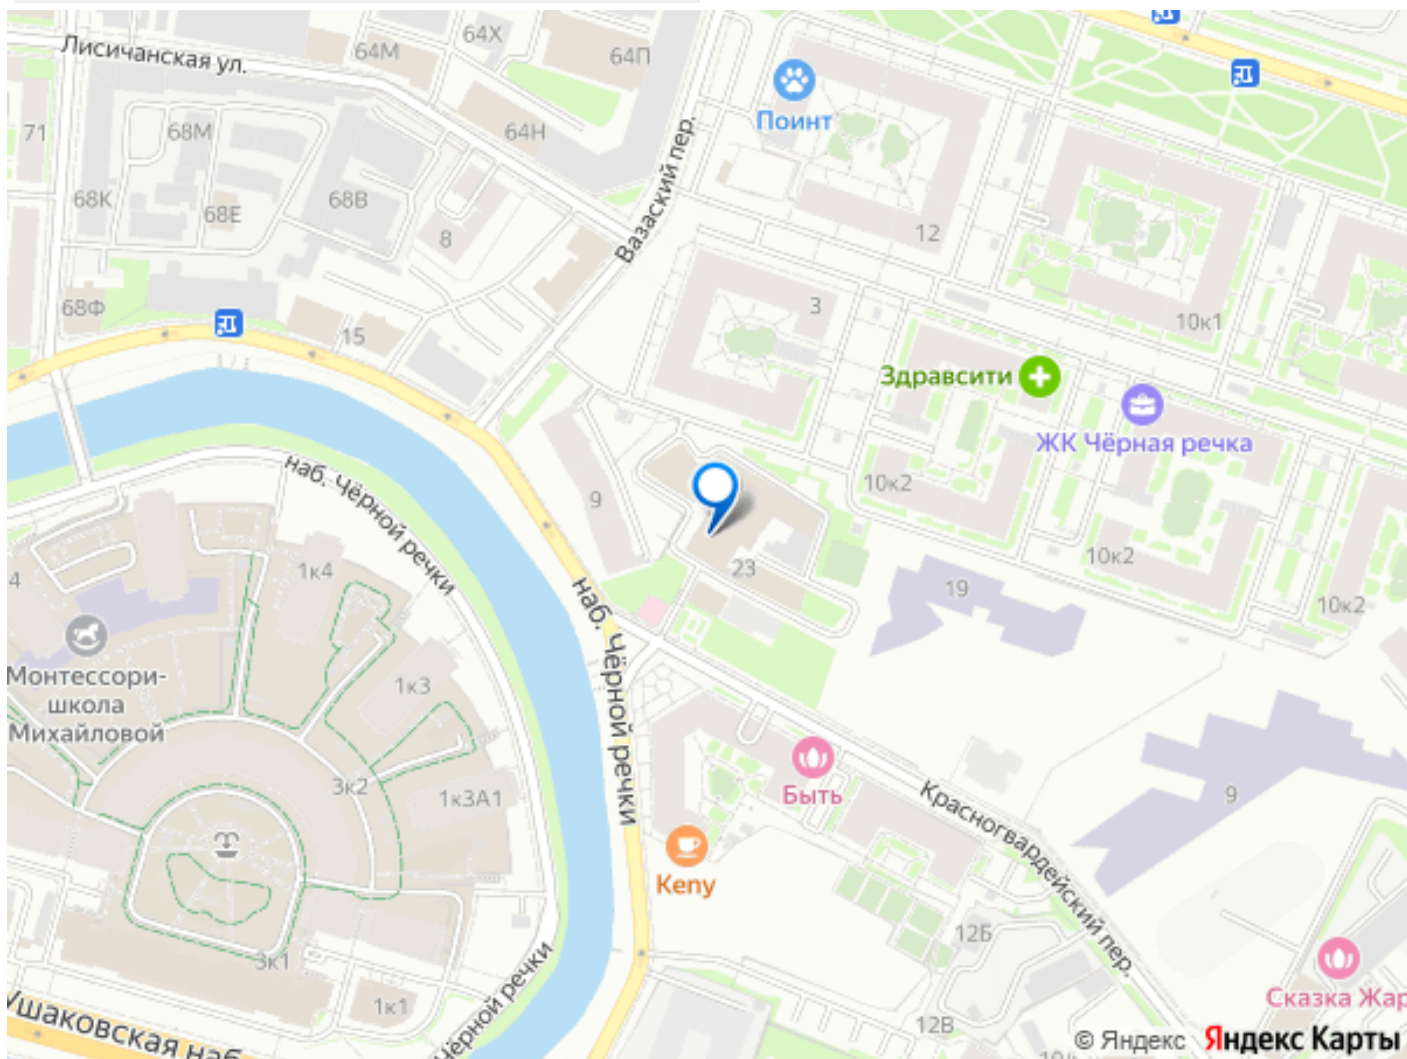 Лисичанская ул.
64М
64Х
64П
71
68М
64Н
Поинт
68К
68Е
68В
8
Вазаский пер.
12
68Ф
15
3
10к1
Здравсити
ЖК Чёрная речка
наб. Чёрной речки
9
10к2
23
10к2
19
10к2
4
1к4
наб. Чёрной речки
Монтессори-
школа
Михайловой
1к3
3к2
1к3А1
Быть
Keny
Красногвардейский пер.
9
12Б
3к1
1к1
Чёрной речки
Ушаковская наб
12В
Сказка Жар
© Яндекс Яндекс Карты